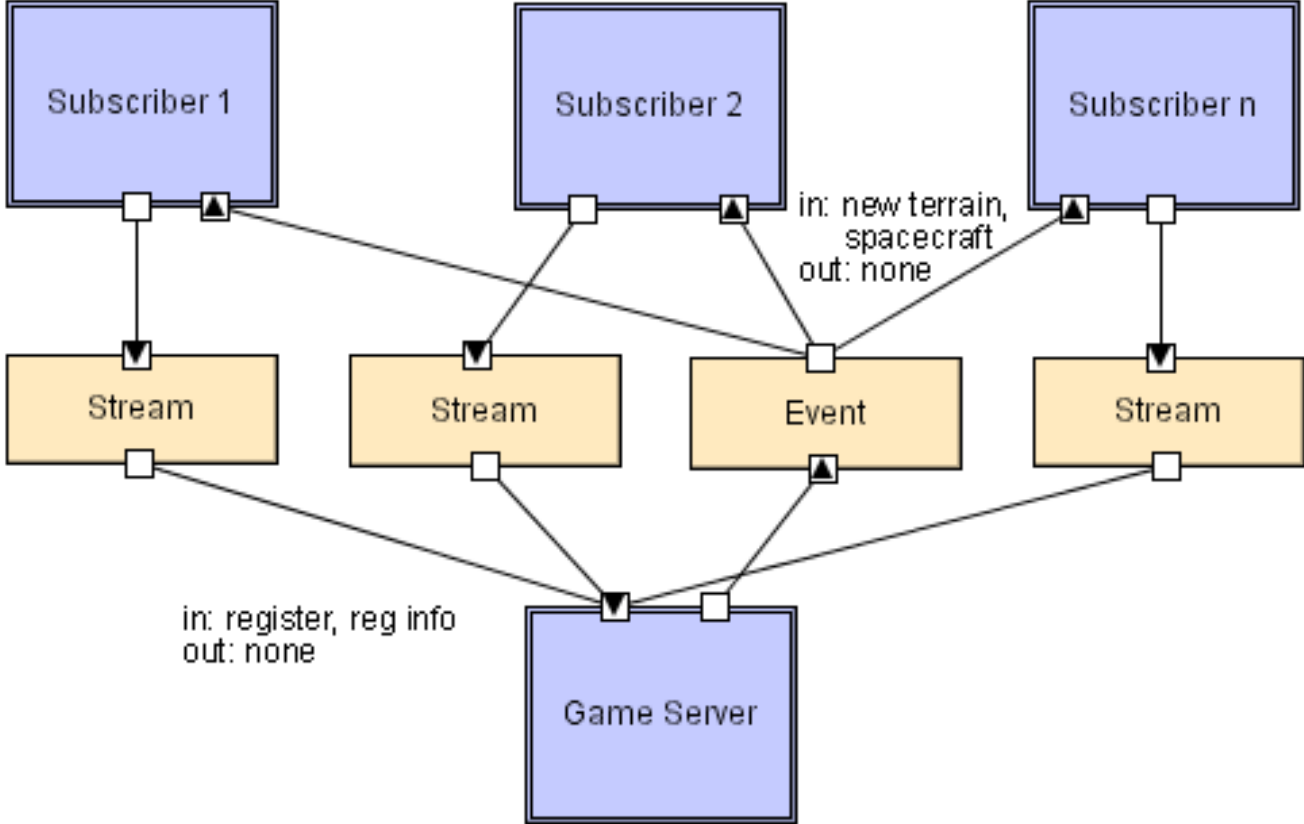 Subscriber 1
Subscriber 2
Subscriber n
in: new terrain,
spacecraft
out: none
Stream
Stream
Event
Stream
in: register, reg info
out: none
Game Server